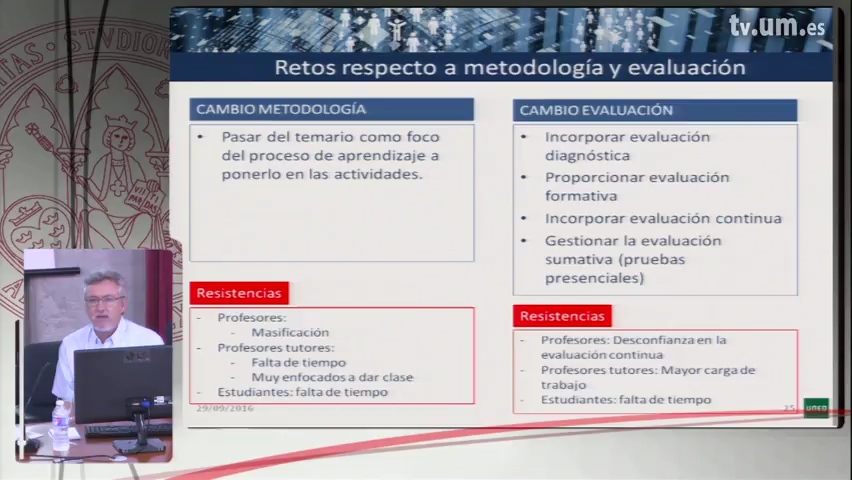 tv.um.es
Retos respecto a metodología y evaluación
CAMBIO METODOLOGÍA
• Pasar del temario como foco
del proceso de aprendizaje a
ponerlo en las actividades.
Resistencias
- Profesores:
- Masificación
- Profesores tutores:
- Falta de tiempo
- Muy enfocados a dar clase
- Estudiantes: falta de tiempo
CAMBIO EVALUACIÓN
• Incorporar evaluación
diagnóstica
• Proporcionar evaluación
formativa
• Incorporar evaluación continua
• Gestionar la evaluación
sumativa (pruebas
presenciales)
Resistencias
- Profesores: Desconfianza en la
evaluación continua
- Profesores tutores: Mayor carga de
trabajo
- Estudiantes: falta de tiempo
29/09/2016
25
UNED